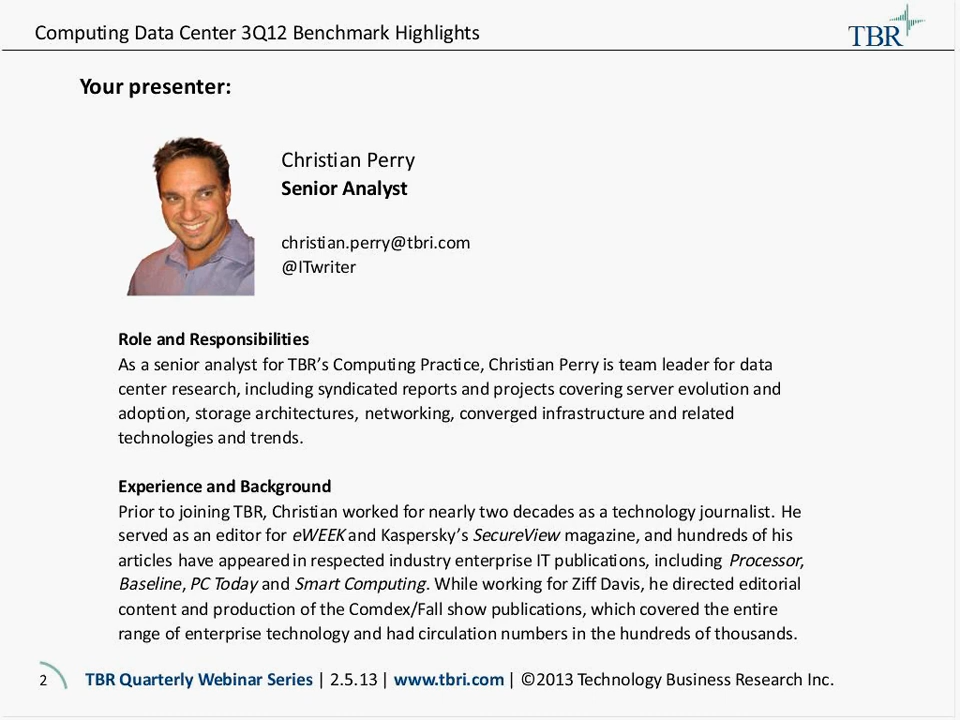 Computing Data Center 3Q12 Benchmark Highlights
TBR
Your presenter:
Christian Perry
Senior Analyst
christian.perry@tbri.com
@ITwriter
Role and Responsibilities
As a senior analyst for TBR’s Computing Practice, Christian Perry is team leader for data
center research, including syndicated reports and projects covering server evolution and
adoption, storage architectures, networking, converged infrastructure and related
technologies and trends.
Experience and Background
Prior to joining TBR, Christian worked for nearly two decades as a technology journalist. He
served as an editor for eWEEK and Kaspersky’s SecureView magazine, and hundreds of his
articles have appeared in respected industry enterprise IT publications, including Processor,
Baseline, PC Today and Smart Computing. While working for Ziff Davis, he directed editorial
content and production of the Comdex/Fall show publications, which covered the entire
range of enterprise technology and had circulation numbers in the hundreds of thousands.
2 TBR Quarterly Webinar Series | 2.5.13 | www.tbri.com | ©2013 Technology Business Research Inc.